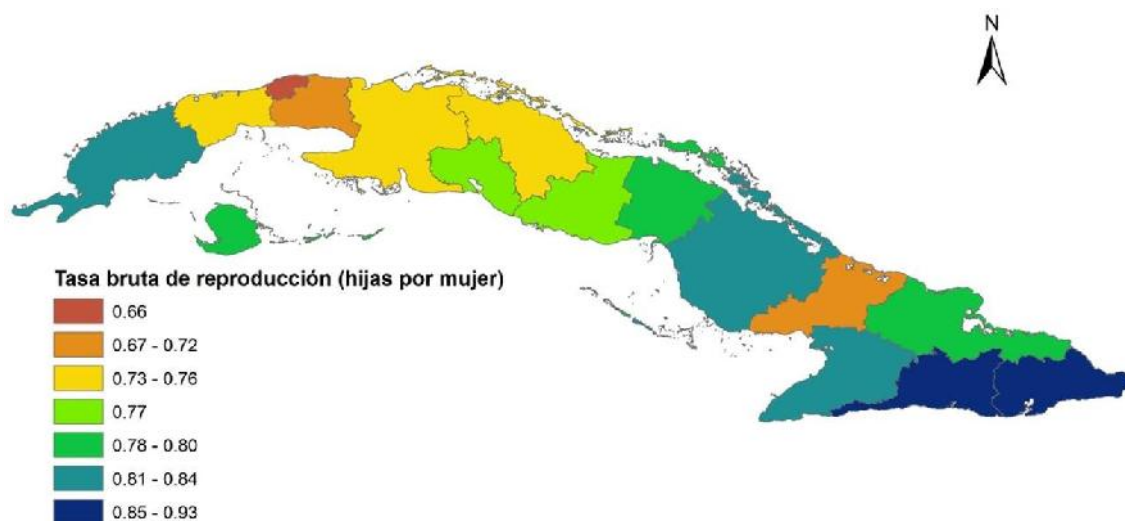 N
Tasa bruta de reproducción (hijas por mujer)
0.66
0.67 - 0.72
0.73 - 0.76
0.77
0.78 - 0.80
0.81 - 0.84
0.85 - 0.93